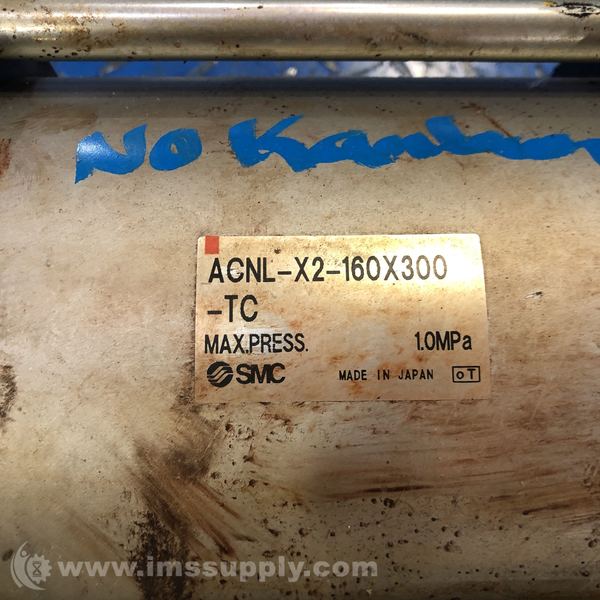 No Kanban
ACNL-X2-160X300
-TC
MAX.PRESS. 1.0MPa
SMC MADE IN JAPAN OT
www.imssupply.com